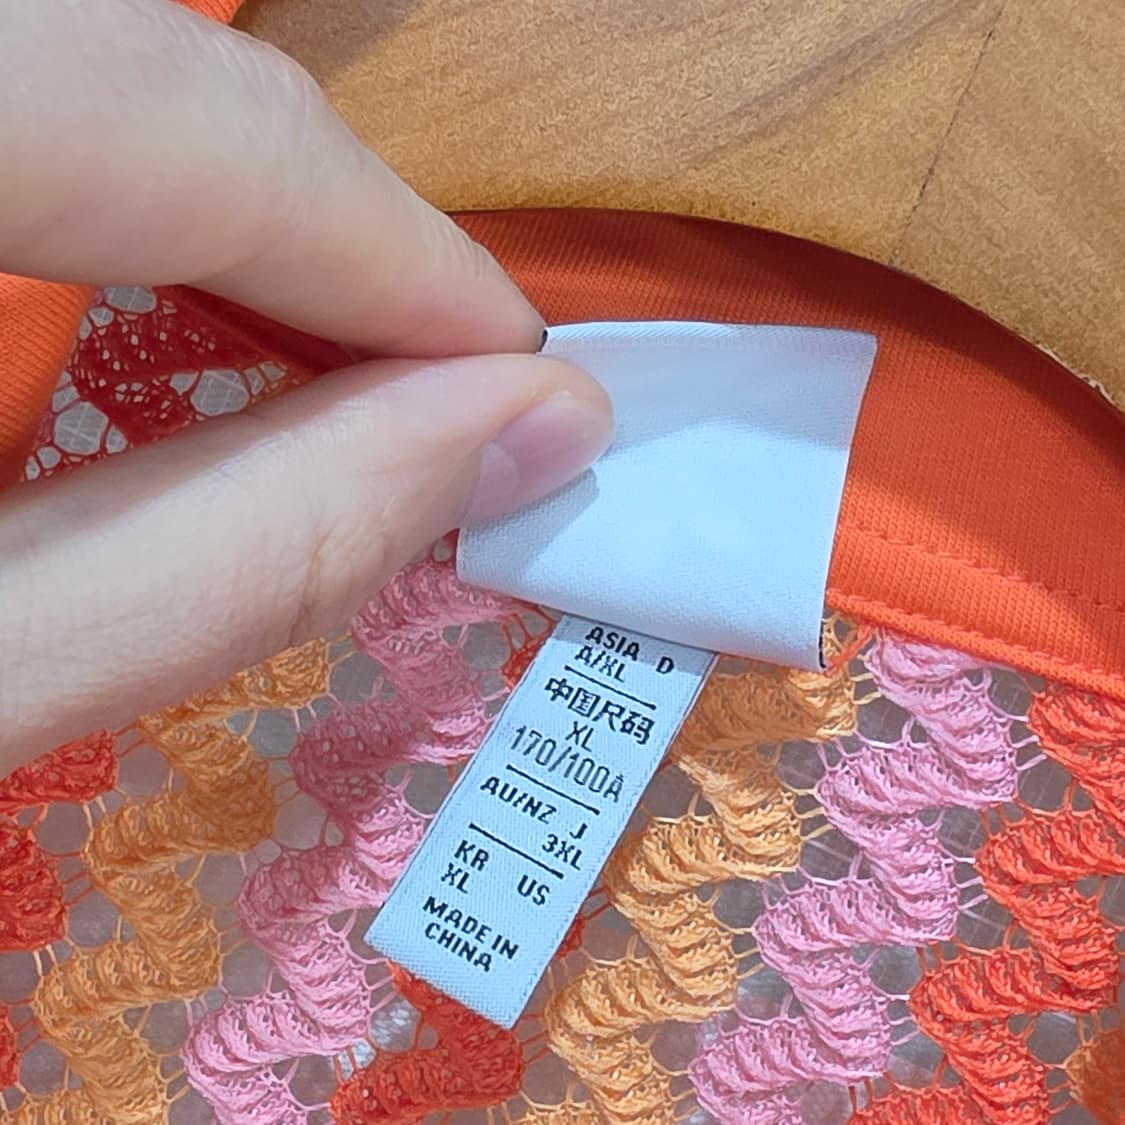 ASIA D
A/XL
中国尺码
XL
170/100A
AU/NZ J
3XL
KR US
XL
MADE IN
CHINA